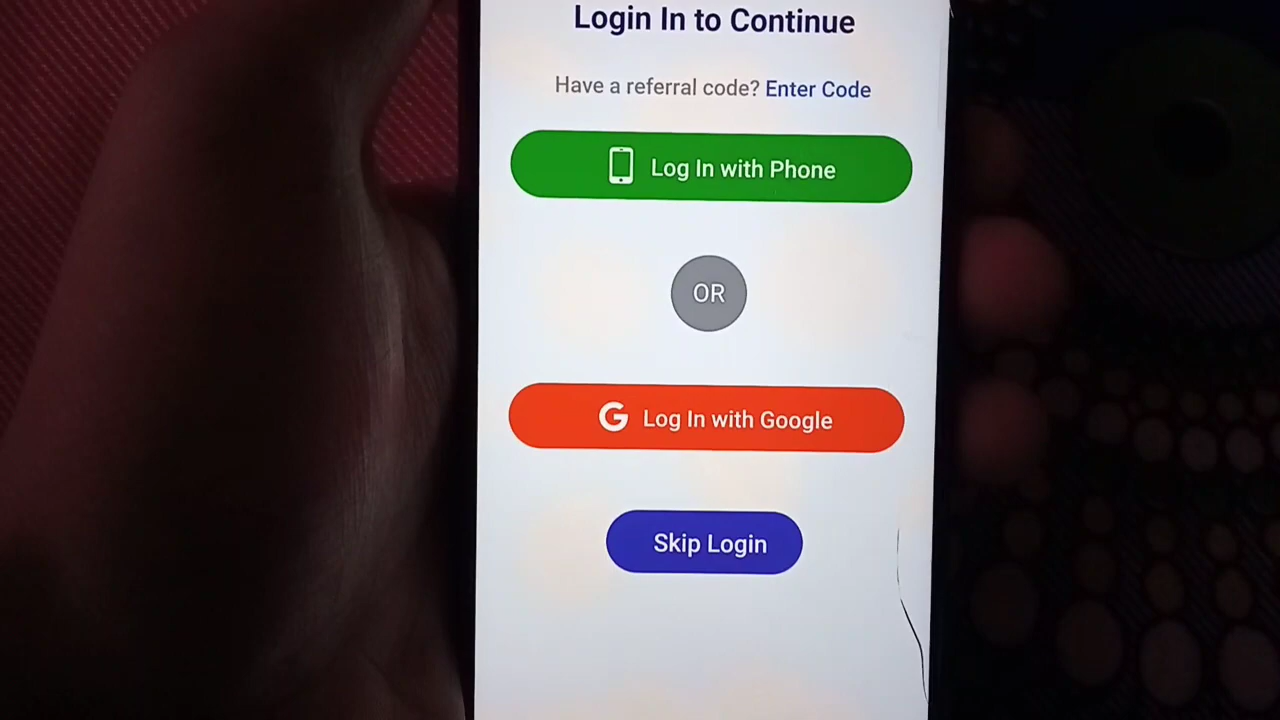 Login In to Continue
Have a referral code? Enter Code
Log In with Phone
OR
G Log In with Google
Skip Login